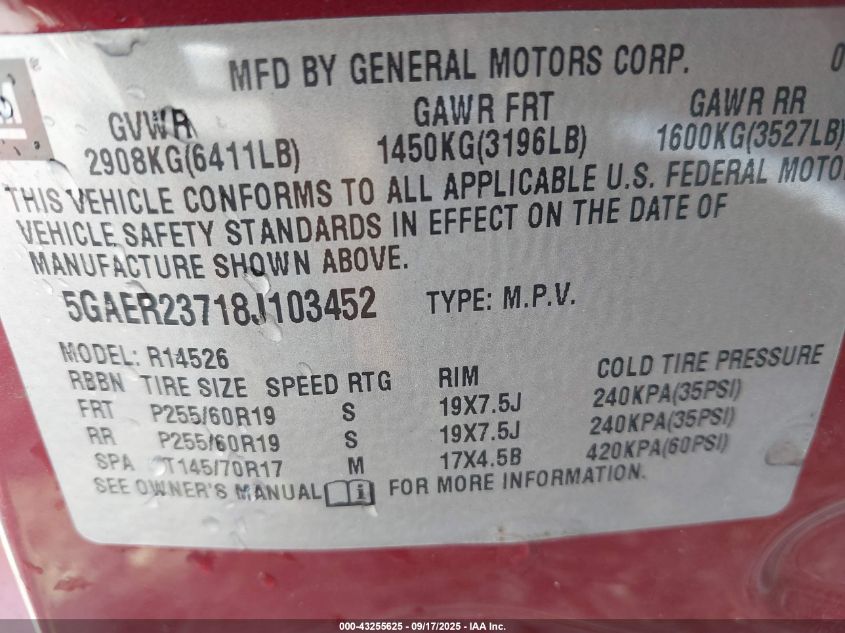 MFD BY GENERAL MOTORS CORP. 0
GVWR GAWR FRT GAWR RR
2908KG(6411LB) 1450KG(3196LB) 1600KG(3527LB)
THIS VEHICLE CONFORMS TO ALL APPLICABLE U.S. FEDERAL MOTO
VEHICLE SAFETY STANDARDS IN EFFECT ON THE DATE OF
MANUFACTURE SHOWN ABOVE.
5GAER23718J103452 TYPE: M.P.V.
MODEL: R14526
RBBN TIRE SIZE SPEED RTG RIM COLD TIRE PRESSURE
FRT P255/60R19 S 19X7.5J 240KPA(35PSI)
RR P255/60R19 S 19X7.5J 240KPA(35PSI)
SPA T145/70R17 M 17X4.5B 420KPA(60PSI)
SEE OWNER'S MANUAL FOR MORE INFORMATION.
000-43255625 - 09/17/2025 - IAA Inc.